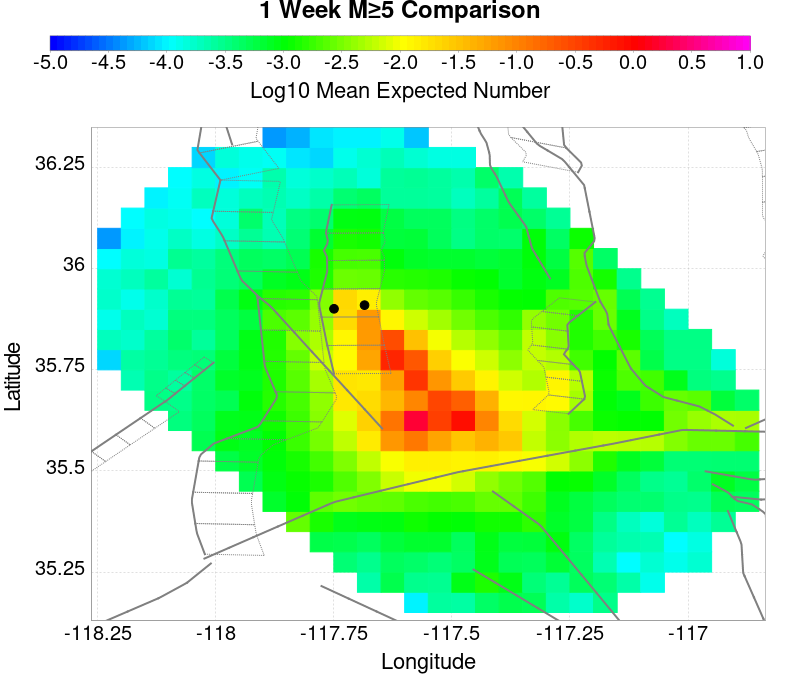 1 Week M≥5 Comparison
-5.0 -4.5 -4.0 -3.5 -3.0 -2.5 -2.0 -1.5 -1.0 -0.5 0.0 0.5 1.0
Log10 Mean Expected Number
36.25
36
35.75
35.5
35.25
Latitude
-118.25 -118 -117.75 -117.5 -117.25 -117
Longitude